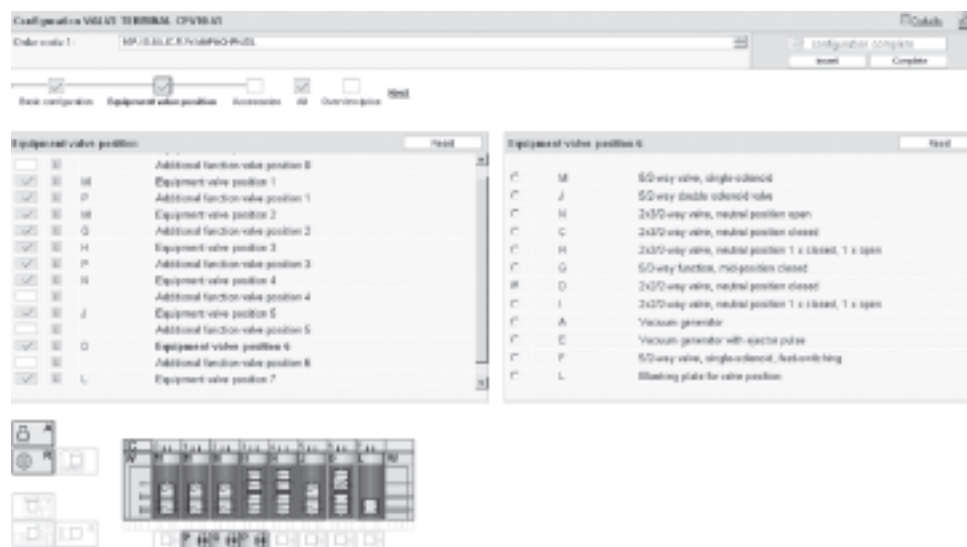 Configuration VALVE TERMINAL CPV10-VI
Details
Order code 1:
configuration complete
Insert
Complete
Basic configuration
Equipment valve position
Accessories
All
Overview/price
Next
Equipment valve position
Next
Additional function valve position 0
M Equipment valve position 1
P Additional function valve position 1
M Equipment valve position 2
G Additional function valve position 2
H Equipment valve position 3
P Additional function valve position 3
N Equipment valve position 4
Additional function valve position 4
J Equipment valve position 5
Additional function valve position 5
D Equipment valve position 6
Additional function valve position 6
L Equipment valve position 7
Equipment valve position 6
Next
M 5/2-way valve, single-solenoid
J 5/2-way double solenoid valve
N 2x3/2-way valve, neutral position open
C 2x3/2-way valve, neutral position closed
H 2x3/2-way valve, neutral position 1 x closed, 1 x open
G 5/3-way function, mid-position closed
D 2x2/2-way valve, neutral position closed
I 2x2/2-way valve, neutral position 1 x closed, 1 x open
A Vacuum generator
E Vacuum generator with ejector pulse
F 5/2-way valve, single-solenoid, fast-switching
L Blanking plate for valve position